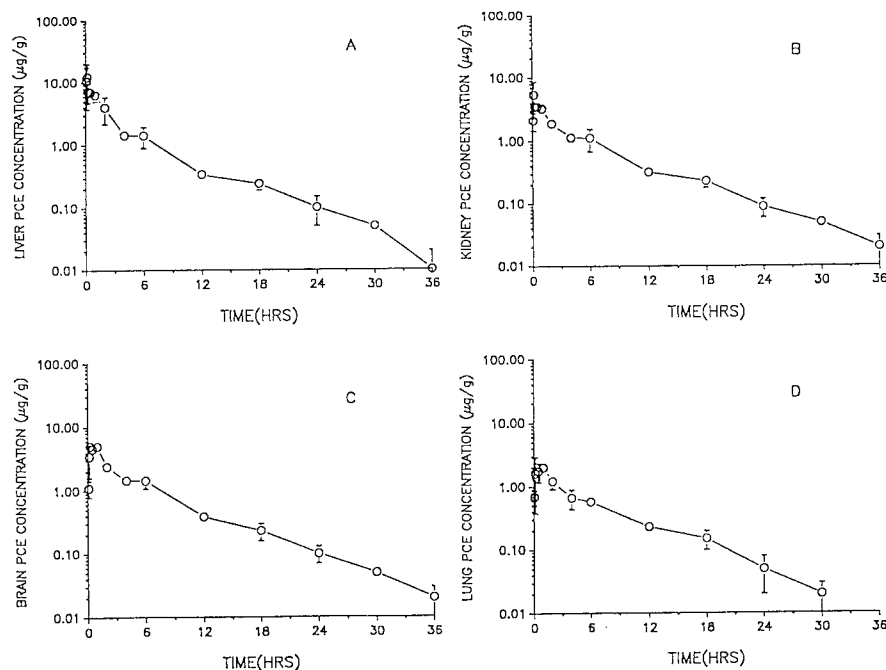 A
LIVER PCE CONCENTRATION (µg/g)
100.00
10.00
1.00
0.10
0.01
0 6 12 18 24 30 36
TIME(HRS)
B
KIDNEY PCE CONCENTRATION (µg/g)
100.00
10.00
1.00
0.10
0.01
0 6 12 18 24 30 36
TIME(HRS)
C
BRAIN PCE CONCENTRATION (µg/g)
100.00
10.00
1.00
0.10
0.01
0 6 12 18 24 30 36
TIME(HRS)
D
LUNG PCE CONCENTRATION (µg/g)
100.00
10.00
1.00
0.10
0.01
0 6 12 18 24 30 36
TIME(HRS)